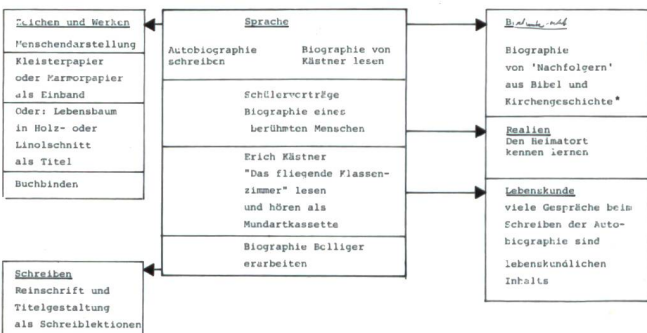 Zeichen und Werken
Menschendarstellung
Kleisterpapier
oder Marmorpapier
als Einband
Oder: Lebensbaum
in Holz- oder
Linolschnitt
als Titel
Buchbinden
Sprache
Autobiographie
schreiben
Biographie von
Kästner lesen
Schülervorträge
Biographie eines
berühmten Menschen
Erich Kästner
"Das fliegende Klassen-
zimmer" lesen
und hören als
Mundartkassette
Biographie Bolliger
erarbeiten
Biographie
von 'Nachfolgern'
aus Bibel und
Kirchengeschichte*
Realien
Den Heimatort
kennen lernen
Lebenskunde
viele Gespräche beim
Schreiben der Auto-
biographie sind
lebenskundlichen
Inhalts
Schreiben
Reinschrift und
Titelgestaltung
als Schreiblektionen